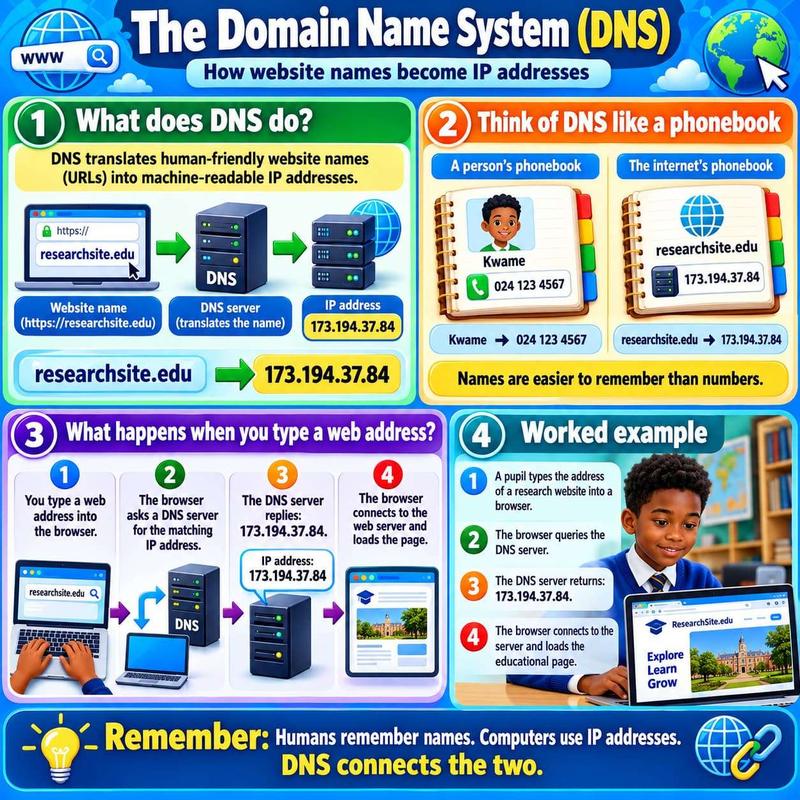 The Domain Name System (DNS)
www
How website names become IP addresses
1 What does DNS do?
DNS translates human-friendly website names
(URLs) into machine-readable IP addresses.
https://
researchsite.edu
DNS
Website name
(https://researchsite.edu)
DNS server
(translates the name)
IP address
173.194.37.84
researchsite.edu
173.194.37.84
2 Think of DNS like a phonebook
A person's phonebook
Kwame
024 123 4567
Kwame → 024 123 4567
The internet's phonebook
researchsite.edu
173.194.37.84
researchsite.edu → 173.194.37.84
Names are easier to remember than numbers.
3 What happens when you type a web address?
1
You type a web
address into
the browser.
researchsite.edu
2
The browser
asks a DNS server
for the matching
IP address.
DNS
3
The DNS server
replies:
173.194.37.84.
IP address:
173.194.37.84
4
The browser
connects to the
web server and
loads the page.
4 Worked example
1 A pupil types the address
of a research website into a
browser.
2 The browser queries the
DNS server.
3 The DNS server returns:
173.194.37.84.
4 The browser connects to the
server and loads the
educational page.
ResearchSite.edu
Explore
Learn
Grow
Remember: Humans remember names. Computers use IP addresses.
DNS connects the two.